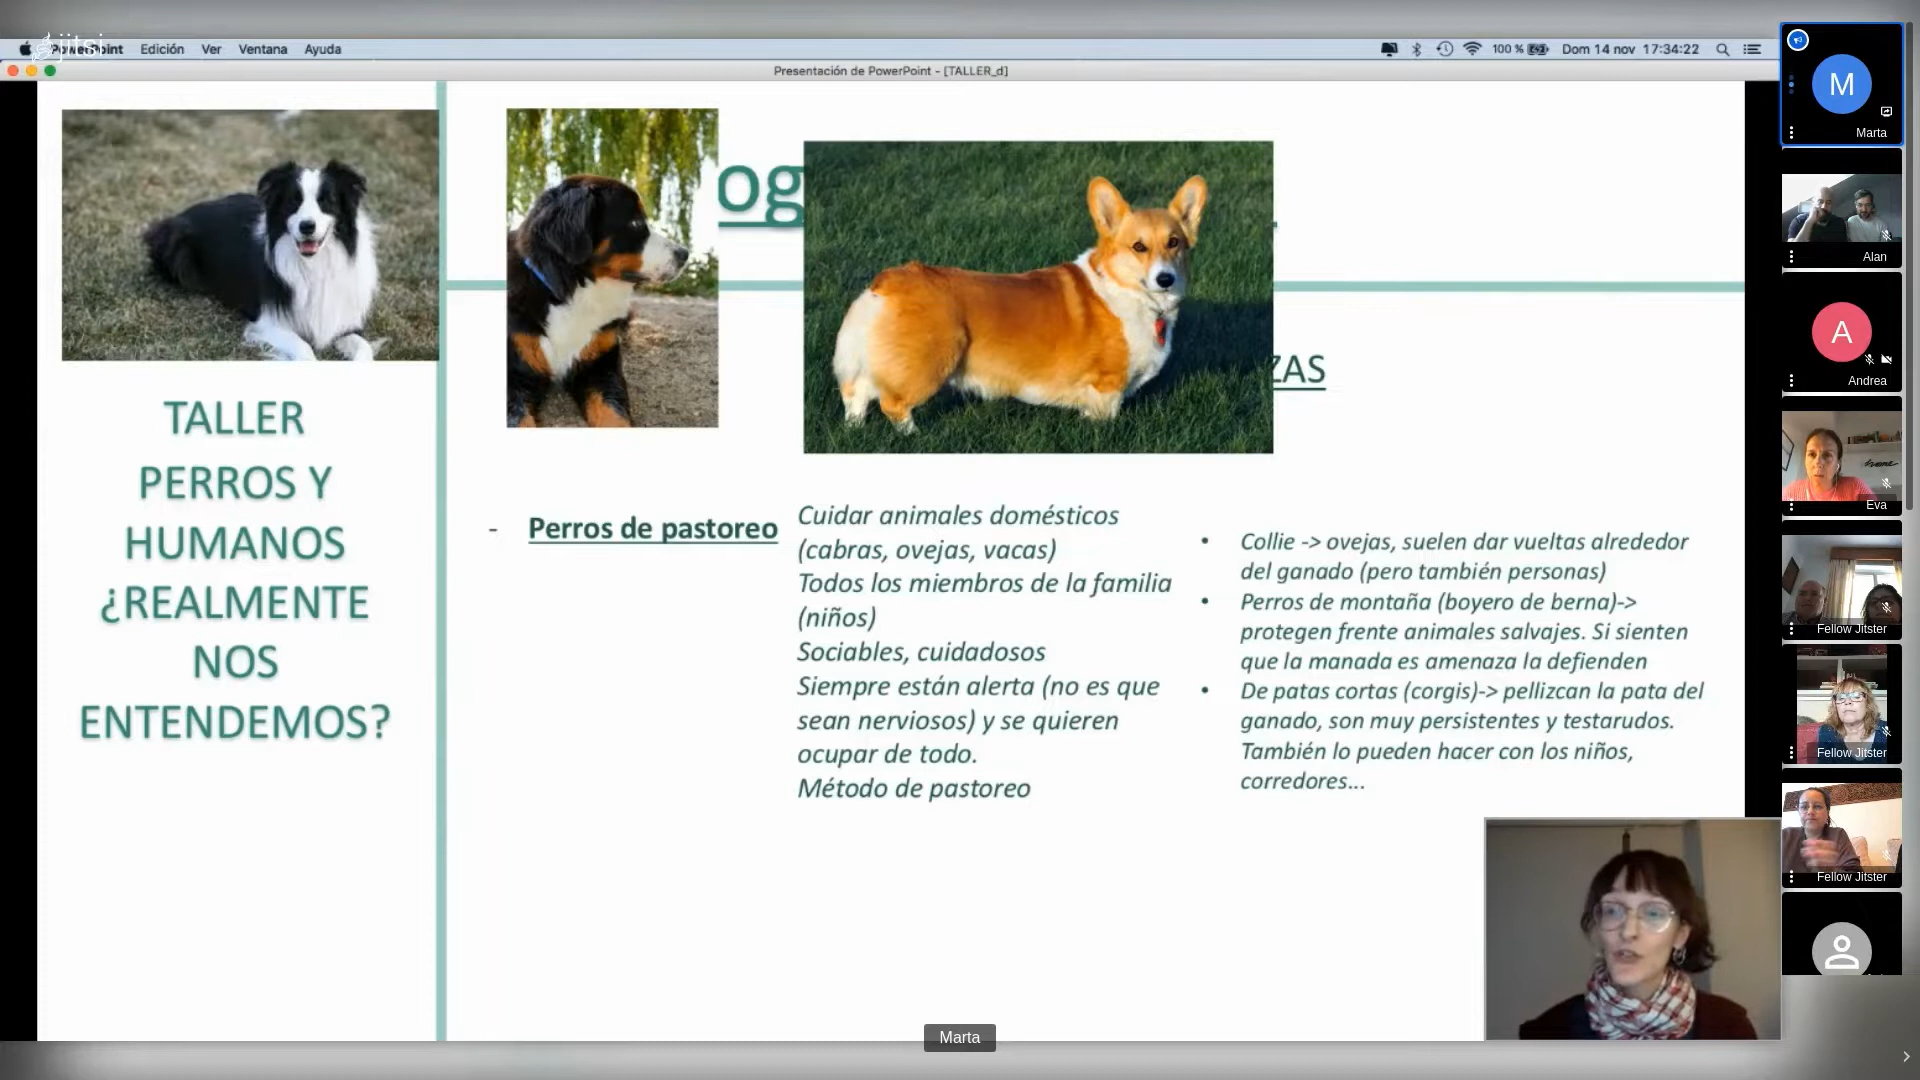 jitsi
PowerPoint Edición Ver Ventana Ayuda
100 % Dom 14 nov 17:34:22
Presentación de PowerPoint - [TALLER_d]
og
ZAS
TALLER
PERROS Y
HUMANOS
¿REALMENTE
NOS
ENTENDEMOS?
- Perros de pastoreo
Cuidar animales domésticos
(cabras, ovejas, vacas)
Todos los miembros de la familia
(niños)
Sociables, cuidadosos
Siempre están alerta (no es que
sean nerviosos) y se quieren
ocupar de todo.
Método de pastoreo
• Collie -> ovejas, suelen dar vueltas alrededor
del ganado (pero también personas)
• Perros de montaña (boyero de berna)->
protegen frente animales salvajes. Si sienten
que la manada es amenaza la defienden
• De patas cortas (corgis)-> pellizcan la pata del
ganado, son muy persistentes y testarudos.
También lo pueden hacer con los niños,
corredores...
Marta
M
Marta
Alan
A
Andrea
Eva
Fellow Jitster
Fellow Jitster
Fellow Jitster